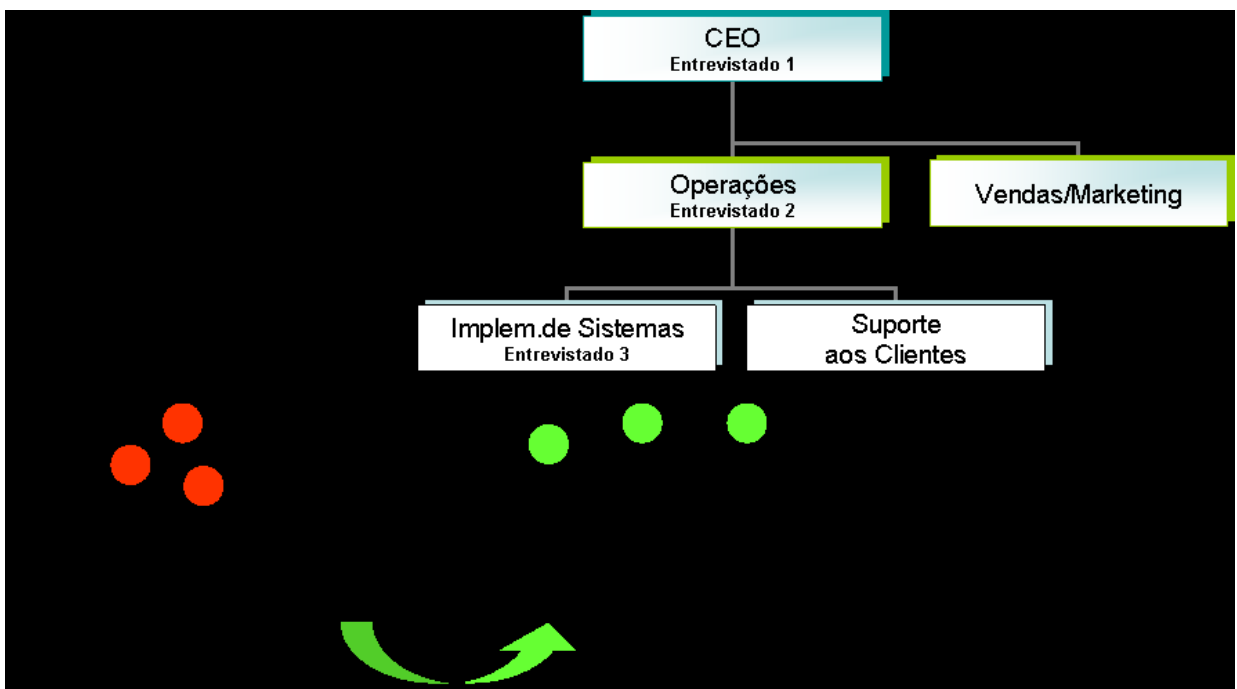 CEO
Entrevistado 1
Operações
Entrevistado 2
Vendas/Marketing
Implem.de Sistemas
Entrevistado 3
Suporte
aos Clientes